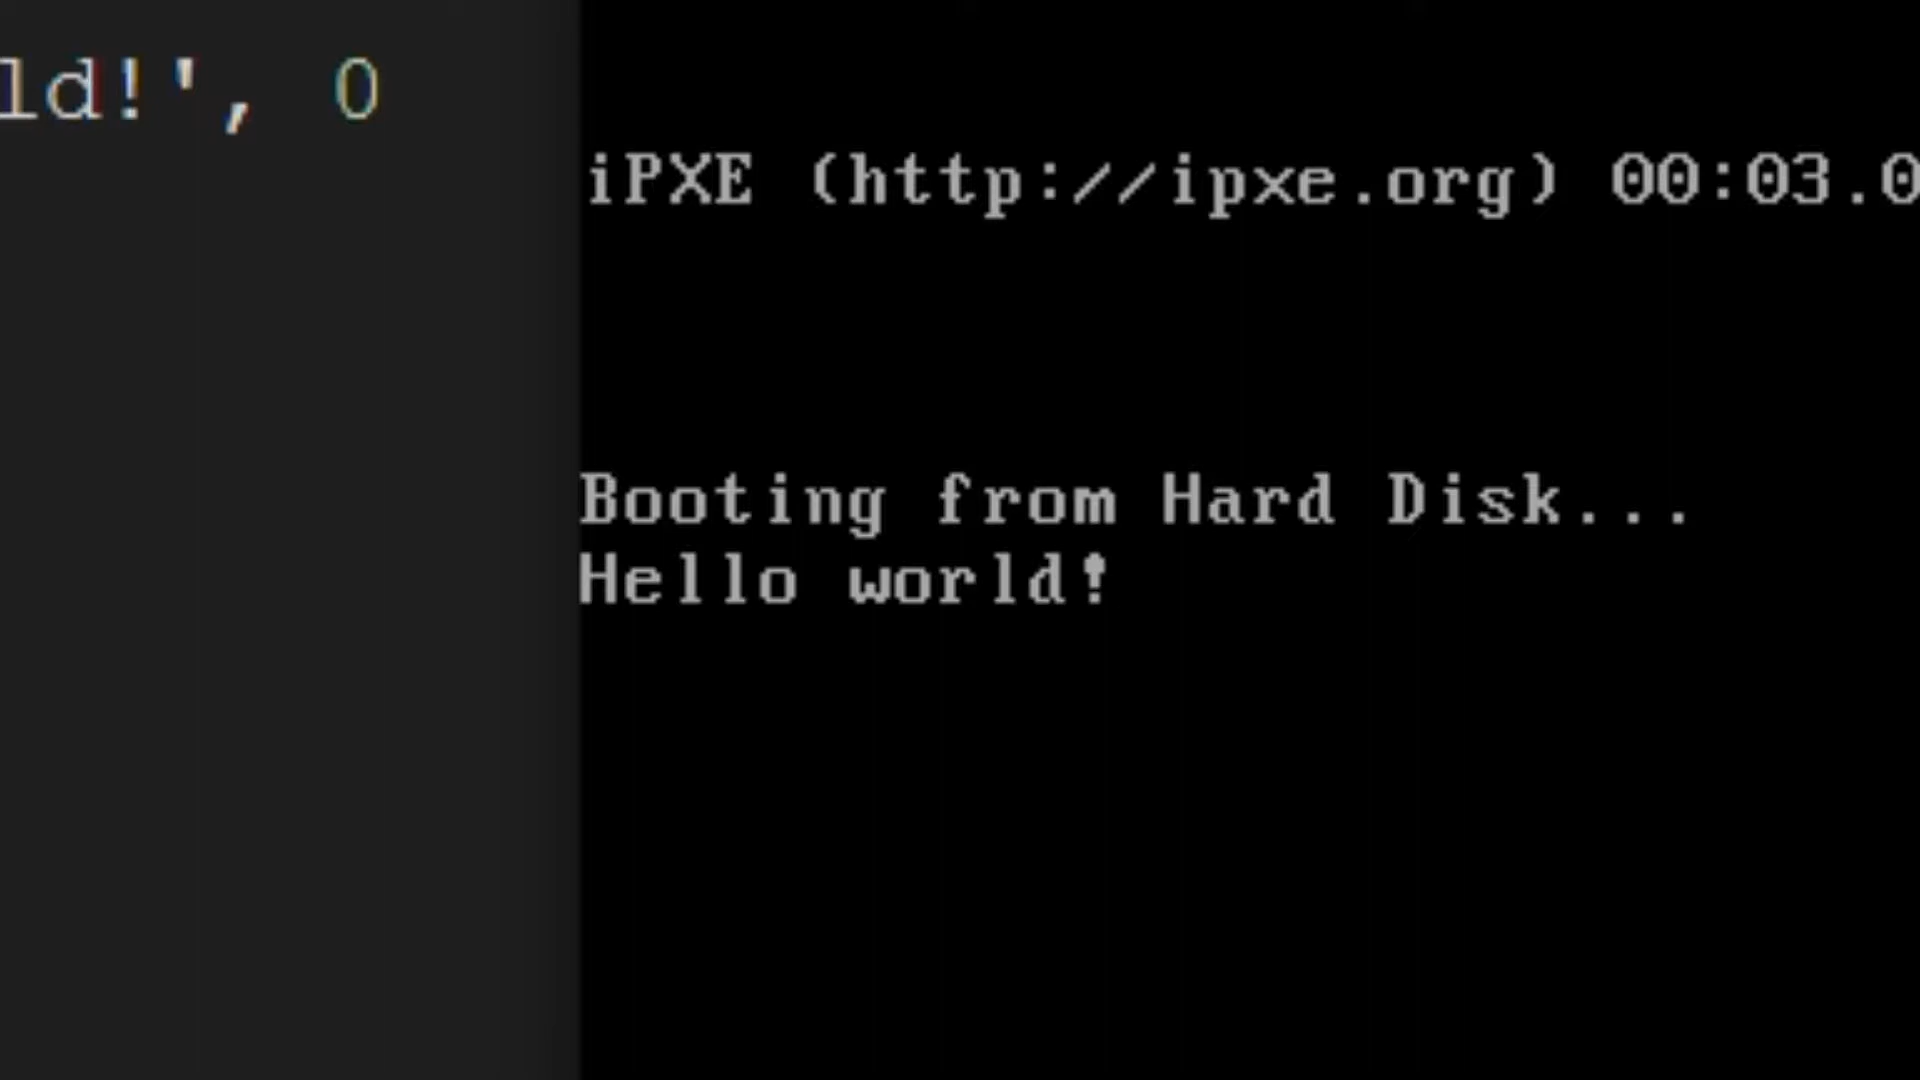 ld!', 0
iPXE (http://ipxe.org) 00:03.0
Booting from Hard Disk...
Hello world!